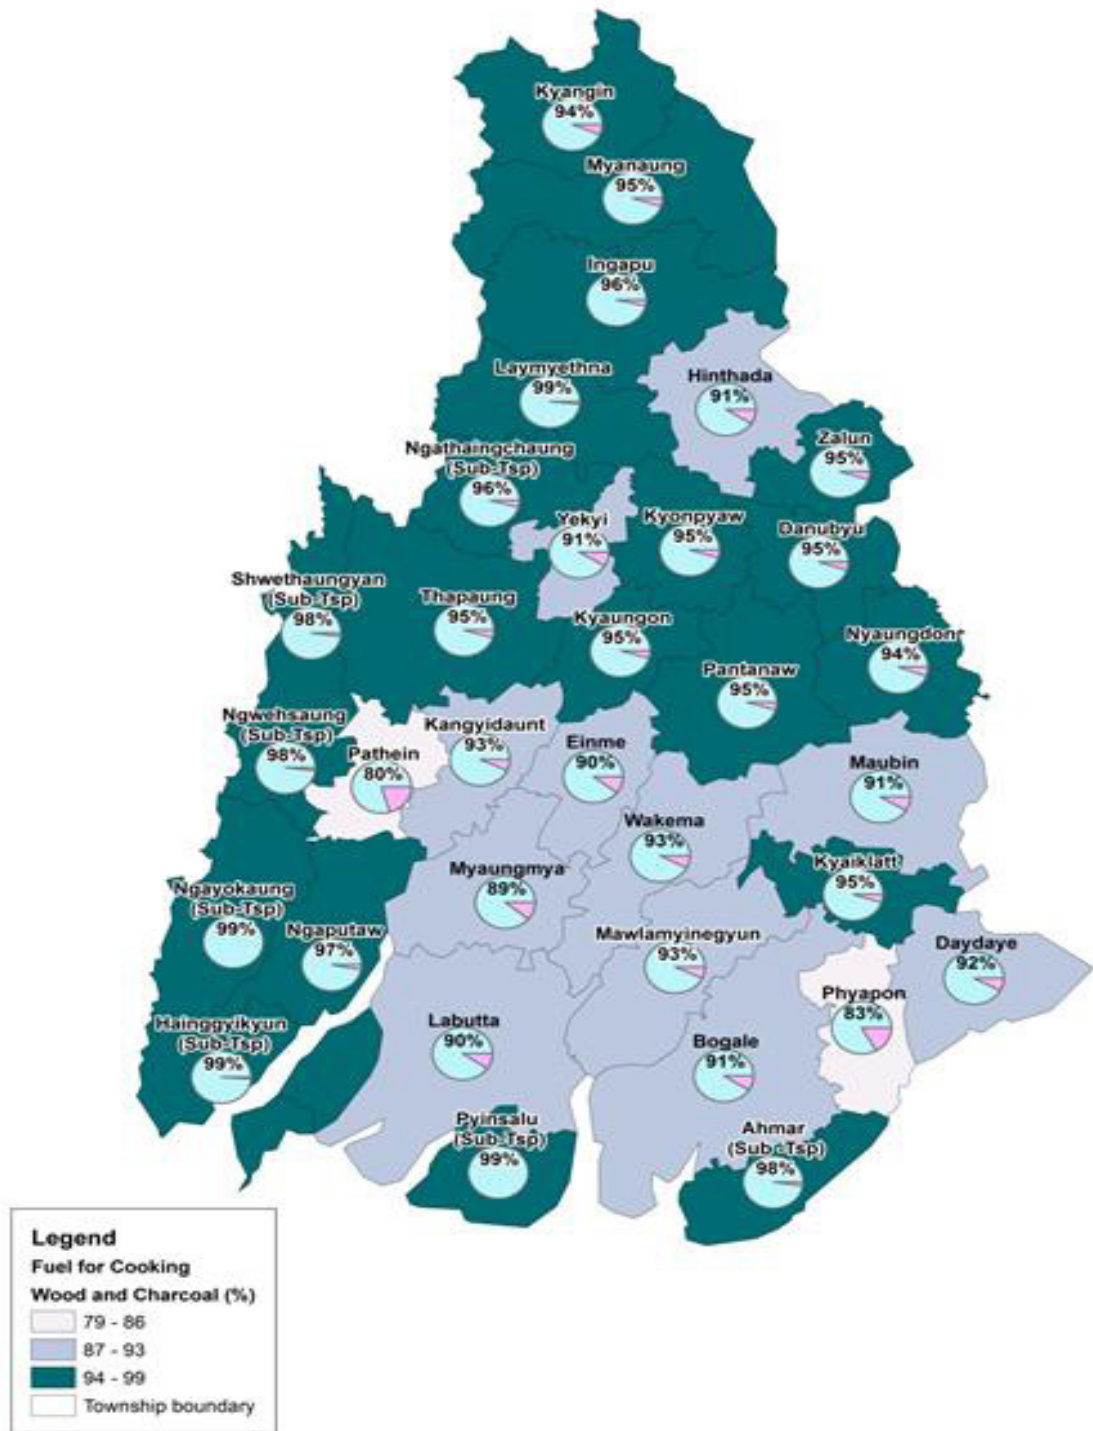 Kyangin
94%
Myanaung
95%
Ingapu
96%
Laymyethna
99%
Hinthada
91%
Zalun
95%
Ngathaingchaung
(Sub-Tsp)
96%
Yekyi
91%
Kyonpyaw
95%
Danubyu
95%
Shwethaungyan
(Sub-Tsp)
98%
Thapaung
95%
Kyaungon
95%
Nyaungdon
94%
Pantanaw
95%
Ngwehsaung
(Sub-Tsp)
98%
Pathein
80%
Kangyidaunt
93%
Einme
90%
Maubin
91%
Wakema
93%
Myaungmya
89%
Kyaiklatt
95%
Ngayokaung
(Sub-Tsp)
99%
Ngaputaw
97%
Mawlamyinegyun
93%
Daydaye
92%
Phyapon
83%
Hainggyikyun
(Sub-Tsp)
99%
Labutta
90%
Bogale
91%
Pyinsalu
(Sub-Tsp)
99%
Ahmar
(Sub-Tsp)
98%
Legend
Fuel for Cooking
Wood and Charcoal (%)
79 - 86
87 - 93
94 - 99
Township boundary